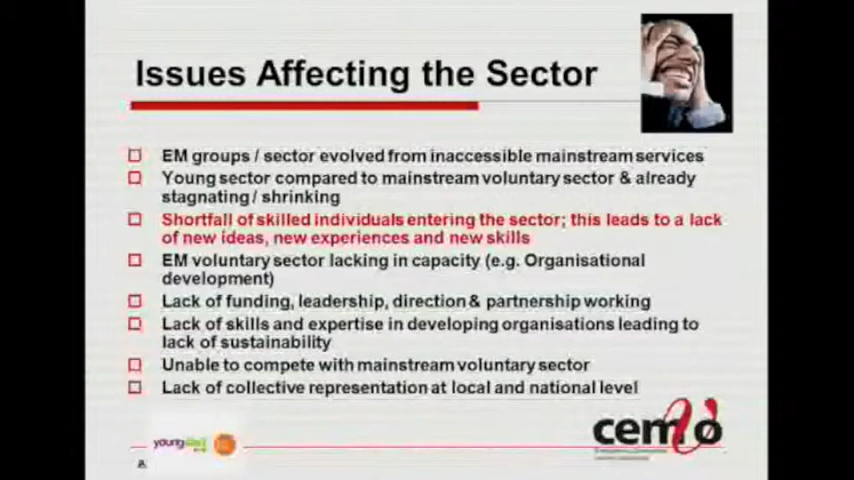 Issues Affecting the Sector
EM groups / sector evolved from inaccessible mainstream services
Young sector compared to mainstream voluntary sector & already
stagnating / shrinking
Shortfall of skilled individuals entering the sector; this leads to a lack
of new ideas, new experiences and new skills
EM voluntary sector lacking in capacity (e.g. Organisational
development)
Lack of funding, leadership, direction & partnership working
Lack of skills and expertise in developing organisations leading to
lack of sustainability
Unable to compete with mainstream voluntary sector
Lack of collective representation at local and national level
cemvo
young
8